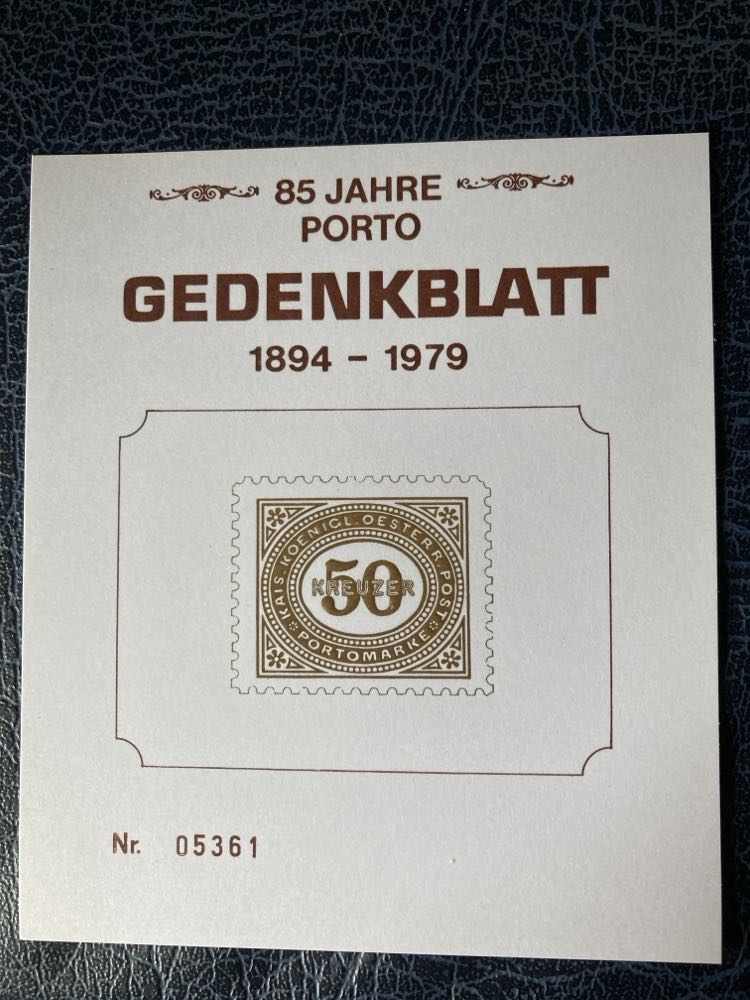 85 JAHRE
PORTO
GEDENKBLATT
1894 - 1979
KAIS KOENIGL. OESTERR. POST
50
KREUZER
PORTOMARKE
Nr. 05361